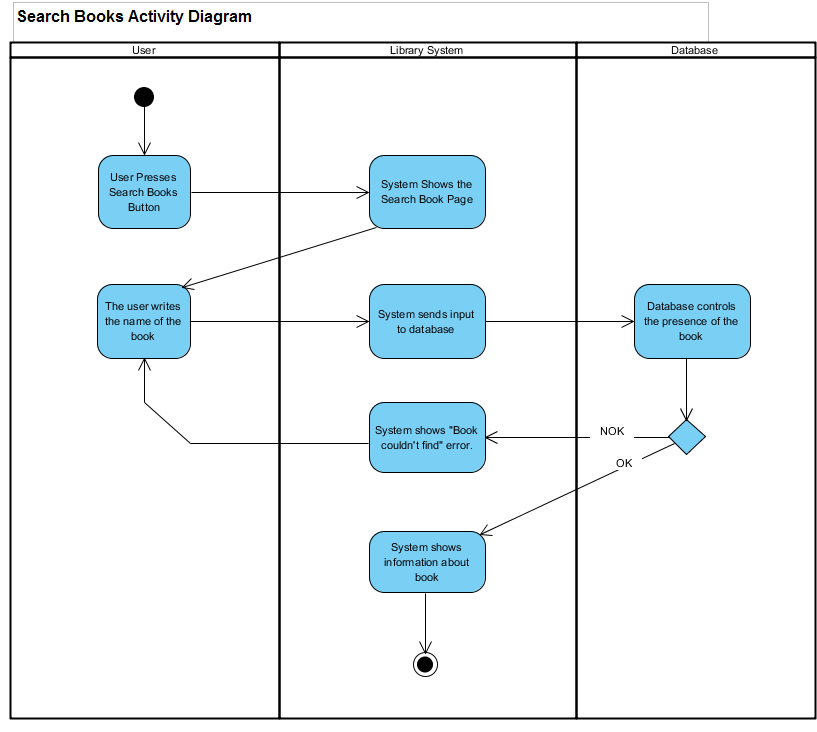 Search Books Activity Diagram
User
Library System
Database
User Presses
Search Books
Button
System Shows the
Search Book Page
The user writes
the name of the
book
System sends input
to database
Database controls
the presence of the
book
System shows "Book
couldn't find" error.
NOK
OK
System shows
information about
book